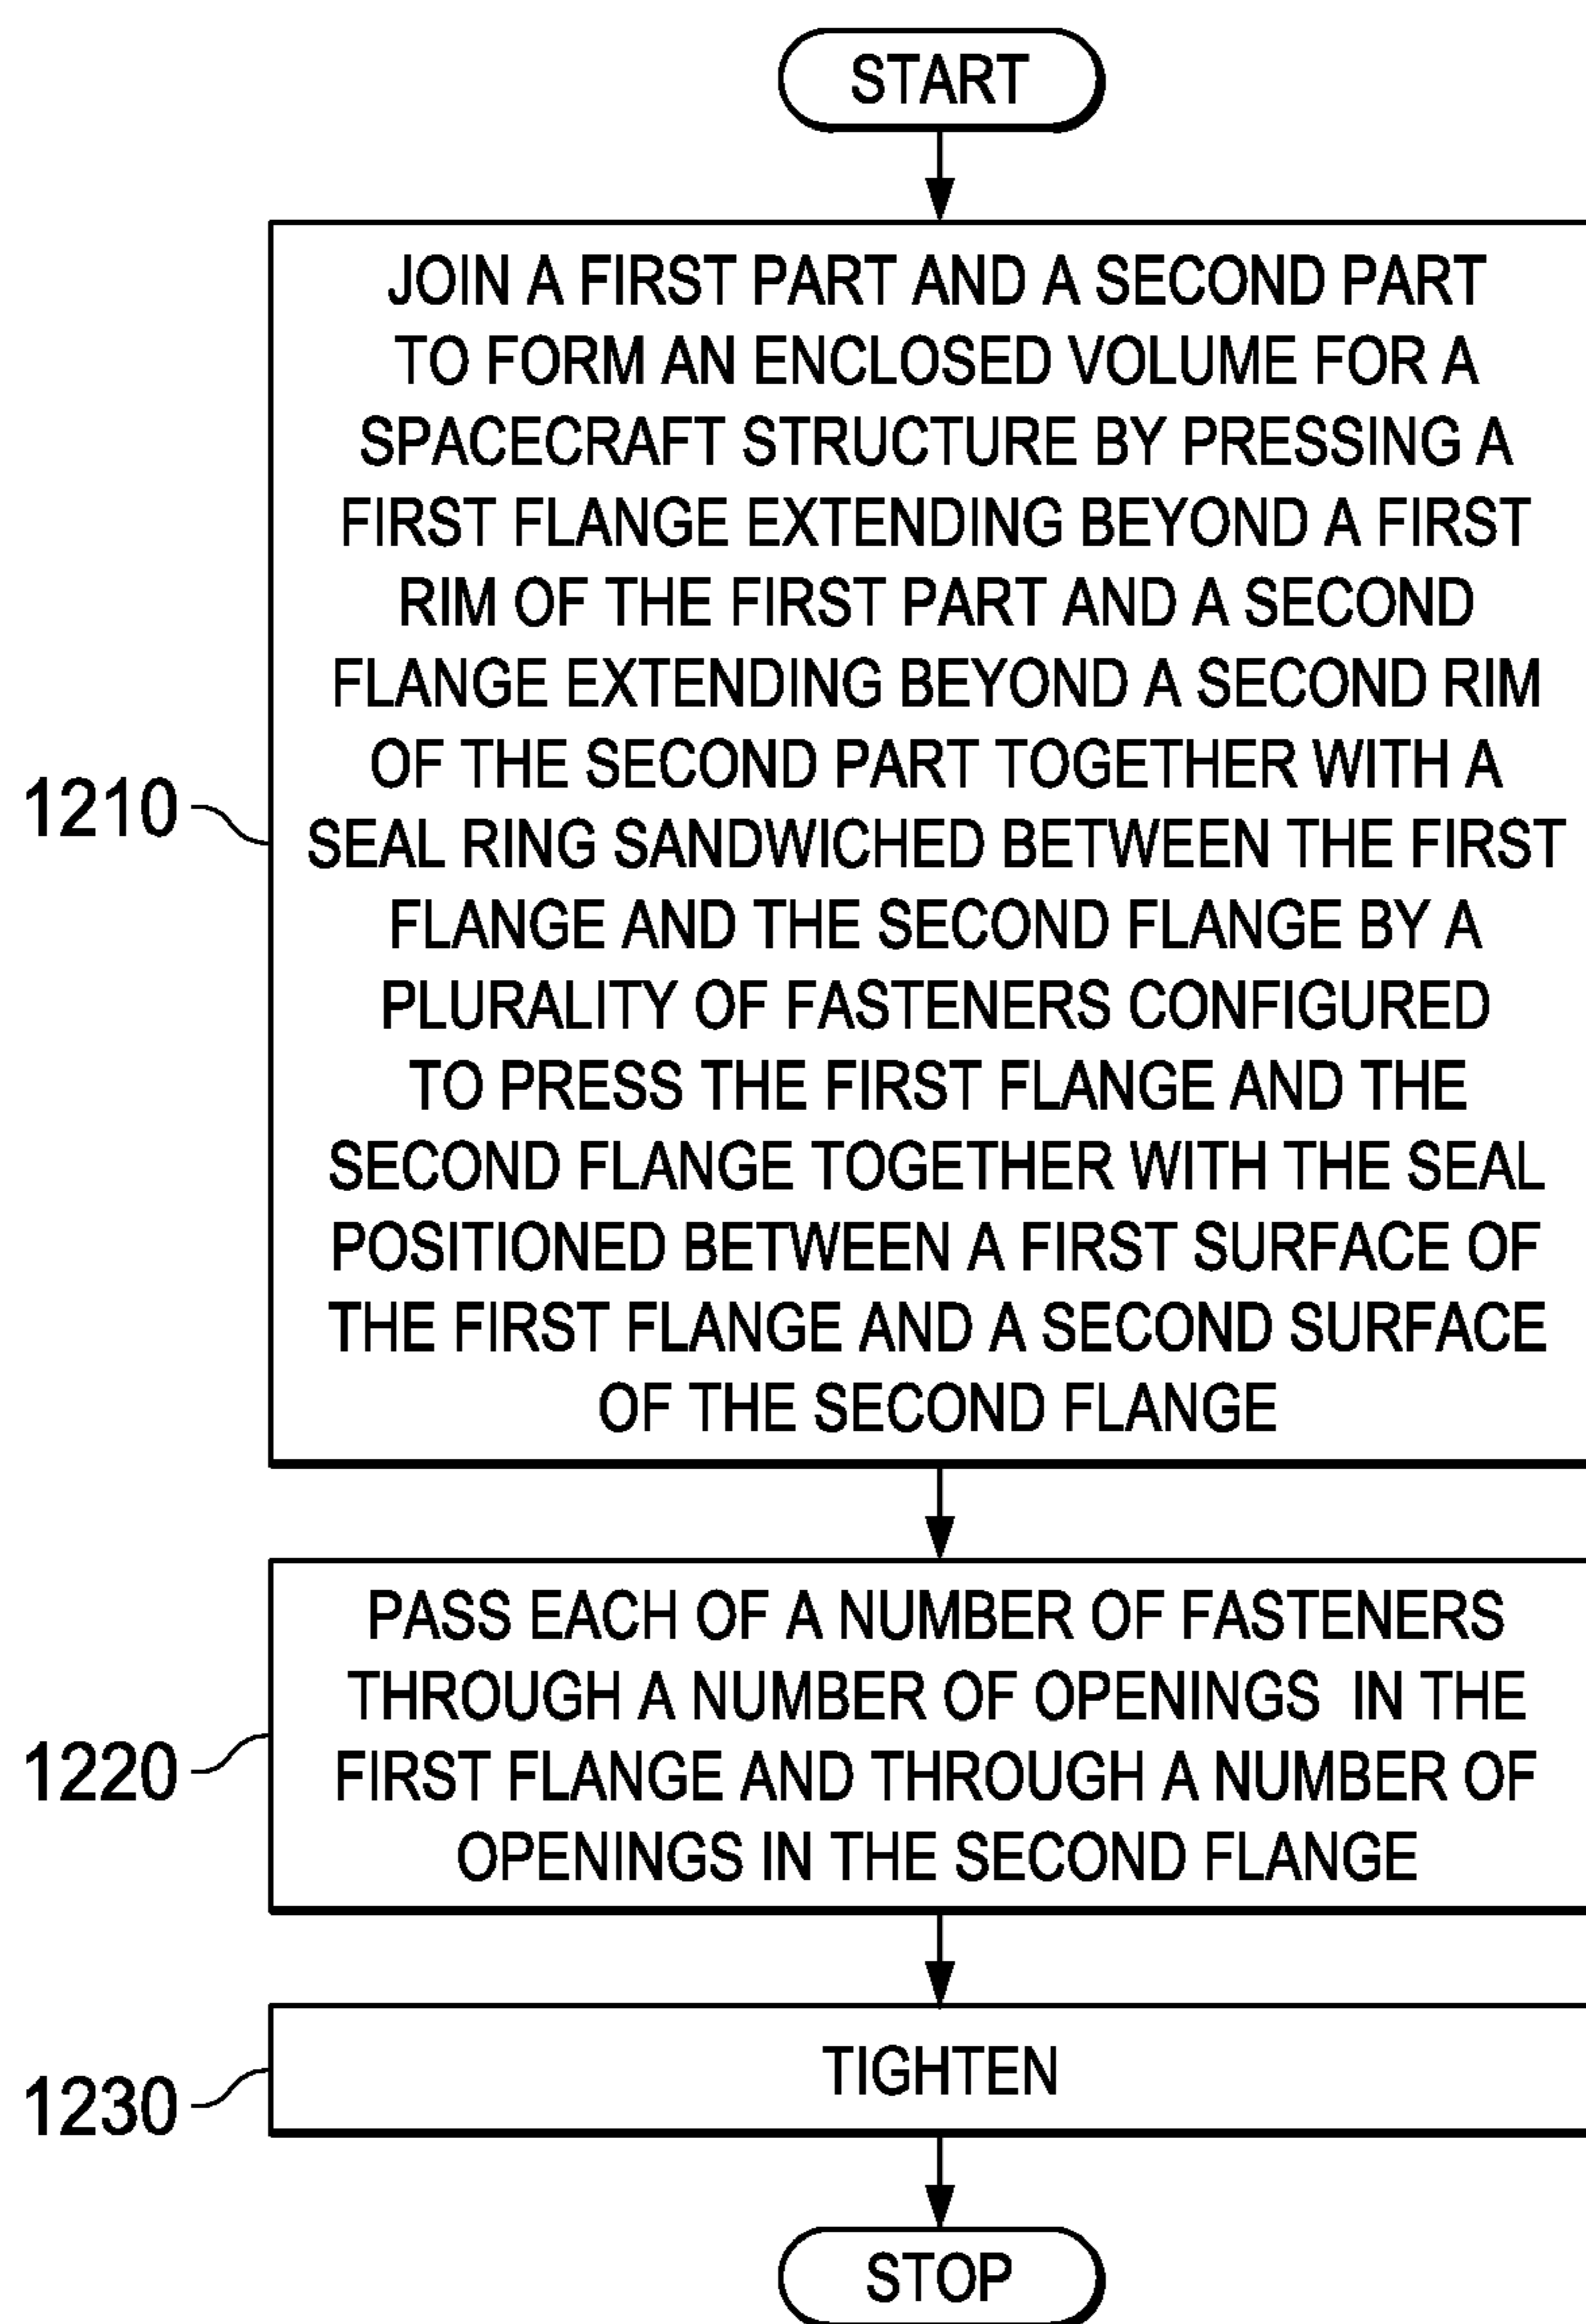 START
JOIN A FIRST PART AND A SECOND PART
TO FORM AN ENCLOSED VOLUME FOR A
SPACECRAFT STRUCTURE BY PRESSING A
FIRST FLANGE EXTENDING BEYOND A FIRST
RIM OF THE FIRST PART AND A SECOND
FLANGE EXTENDING BEYOND A SECOND RIM
OF THE SECOND PART TOGETHER WITH A
SEAL RING SANDWICHED BETWEEN THE FIRST
FLANGE AND THE SECOND FLANGE BY A
PLURALITY OF FASTENERS CONFIGURED
TO PRESS THE FIRST FLANGE AND THE
SECOND FLANGE TOGETHER WITH THE SEAL
POSITIONED BETWEEN A FIRST SURFACE OF
THE FIRST FLANGE AND A SECOND SURFACE
OF THE SECOND FLANGE
1210
PASS EACH OF A NUMBER OF FASTENERS
THROUGH A NUMBER OF OPENINGS IN THE
FIRST FLANGE AND THROUGH A NUMBER OF
OPENINGS IN THE SECOND FLANGE
1220
TIGHTEN
1230
STOP